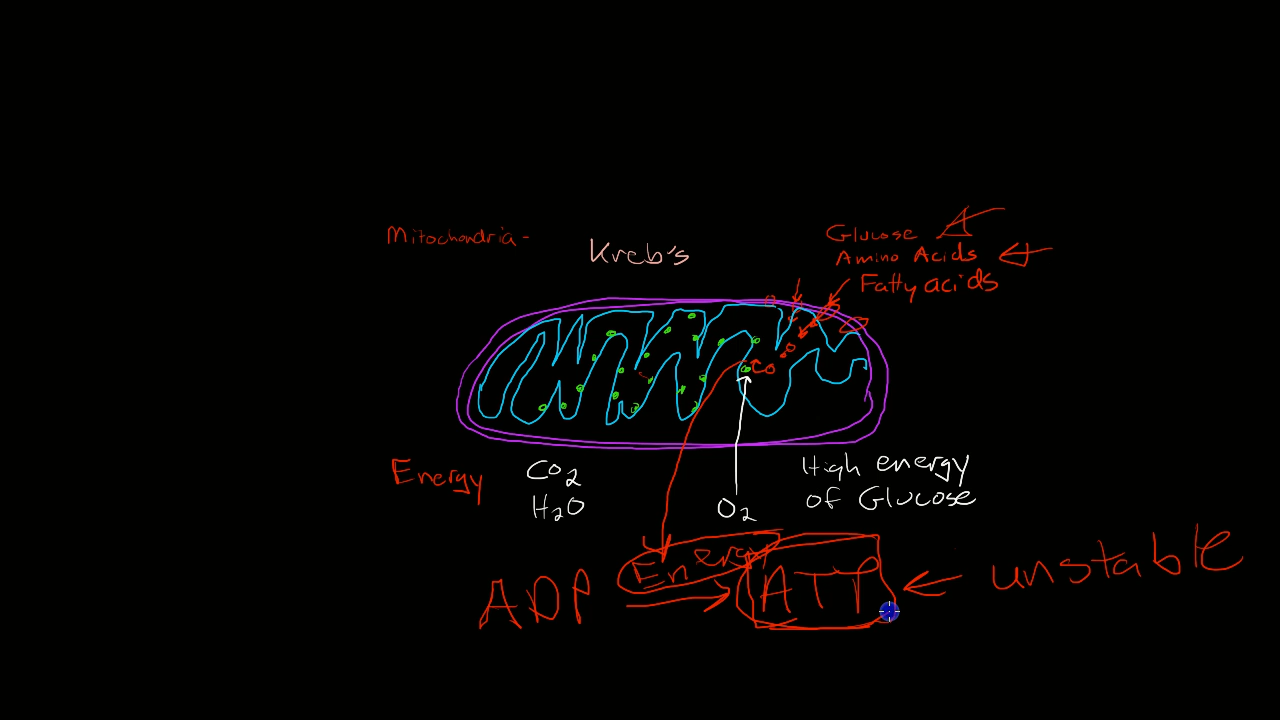 Mitochondria -
Kreb's
Glucose
Amino Acids
Fatty acids
Co
Energy
Co2
H2O
O2
High energy
of Glucose
ADP
Energy
ATP
unstable